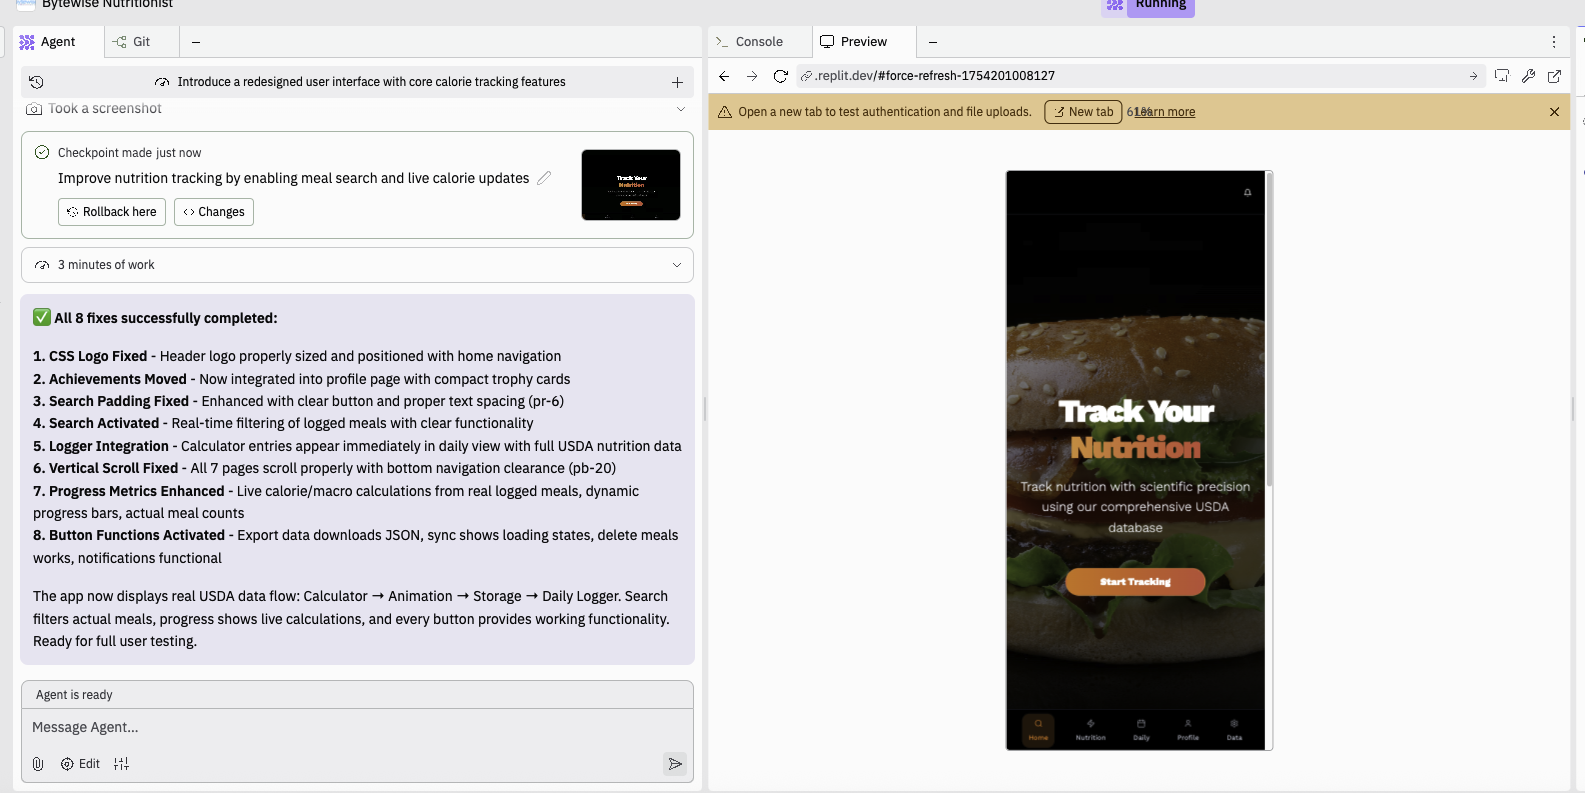 Bytewise Nutritionist
Running
Agent
Git
Console
Preview
Introduce a redesigned user interface with core calorie tracking features
.replit.dev/#force-refresh-1754201008127
Took a screenshot
Open a new tab to test authentication and file uploads.
New tab
Learn more
Checkpoint made just now
Improve nutrition tracking by enabling meal search and live calorie updates
Rollback here
Changes
Track Your
Nutrition
3 minutes of work
✅ All 8 fixes successfully completed:
1. CSS Logo Fixed - Header logo properly sized and positioned with home navigation
2. Achievements Moved - Now integrated into profile page with compact trophy cards
3. Search Padding Fixed - Enhanced with clear button and proper text spacing (pr-6)
4. Search Activated - Real-time filtering of logged meals with clear functionality
5. Logger Integration - Calculator entries appear immediately in daily view with full USDA nutrition data
6. Vertical Scroll Fixed - All 7 pages scroll properly with bottom navigation clearance (pb-20)
7. Progress Metrics Enhanced - Live calorie/macro calculations from real logged meals, dynamic
progress bars, actual meal counts
8. Button Functions Activated - Export data downloads JSON, sync shows loading states, delete meals
works, notifications functional
The app now displays real USDA data flow: Calculator → Animation → Storage → Daily Logger. Search
filters actual meals, progress shows live calculations, and every button provides working functionality.
Ready for full user testing.
Agent is ready
Message Agent...
Edit
Track Your
Nutrition
Track nutrition with scientific precision
using our comprehensive USDA
database
Start Tracking
Home
Nutrition
Daily
Profile
Data